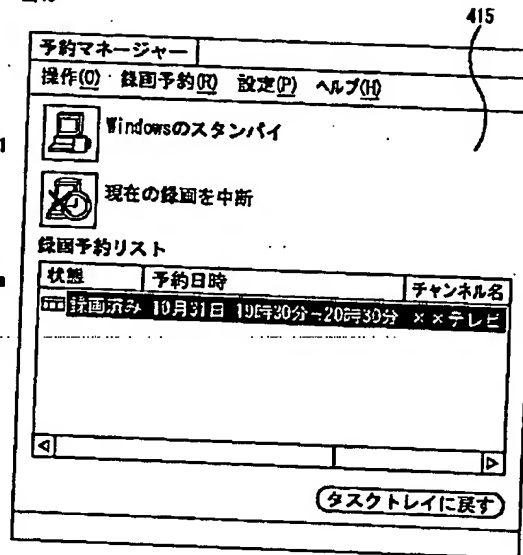 415
予約マネージャー
操作(O) 録画予約(R) 設定(P) ヘルプ(H)
Windowsのスタンバイ
現在の録画を中断
録画予約リスト
状態 予約日時 チャンネル名
録画済み 10月31日 19時30分~20時30分 ××テレビ
タスクトレイに戻す